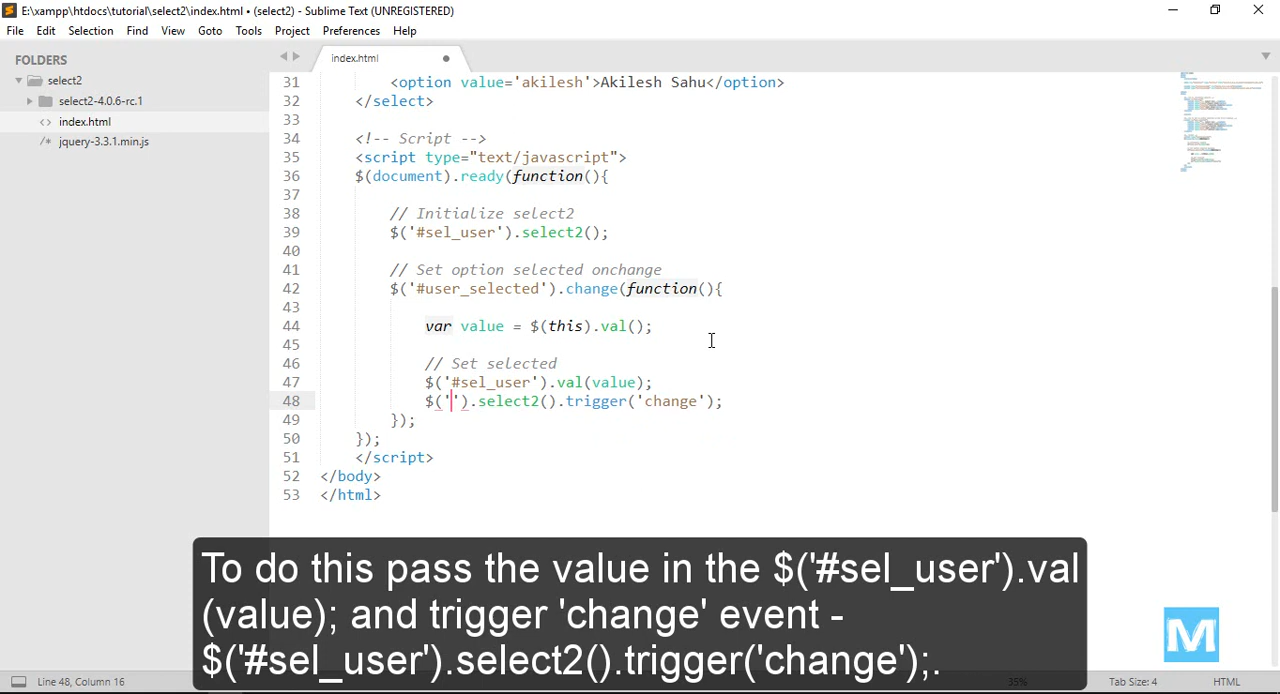 E:\xampp\htdocs\tutorial\select2\index.html • (select2) - Sublime Text (UNREGISTERED)
File Edit Selection Find View Goto Tools Project Preferences Help
FOLDERS
select2
select2-4.0.6-rc.1
index.html
jquery-3.3.1.min.js
index.html
31 <option value='akilesh'>Akilesh Sahu</option>
32 </select>
33
34 <!-- Script -->
35 <script type="text/javascript">
36 $(document).ready(function(){
37
38 // Initialize select2
39 $('#sel_user').select2();
40
41 // Set option selected onchange
42 $('#user_selected').change(function(){
43
44 var value = $(this).val();
45
46 // Set selected
47 $('#sel_user').val(value);
48 $('').select2().trigger('change');
49 });
50 });
51 </script>
52 </body>
53 </html>
To do this pass the value in the $('#sel_user').val
(value); and trigger 'change' event -
$('#sel_user').select2().trigger('change');.
M
Line 48, Column 16
35%
Tab Size: 4
HTML